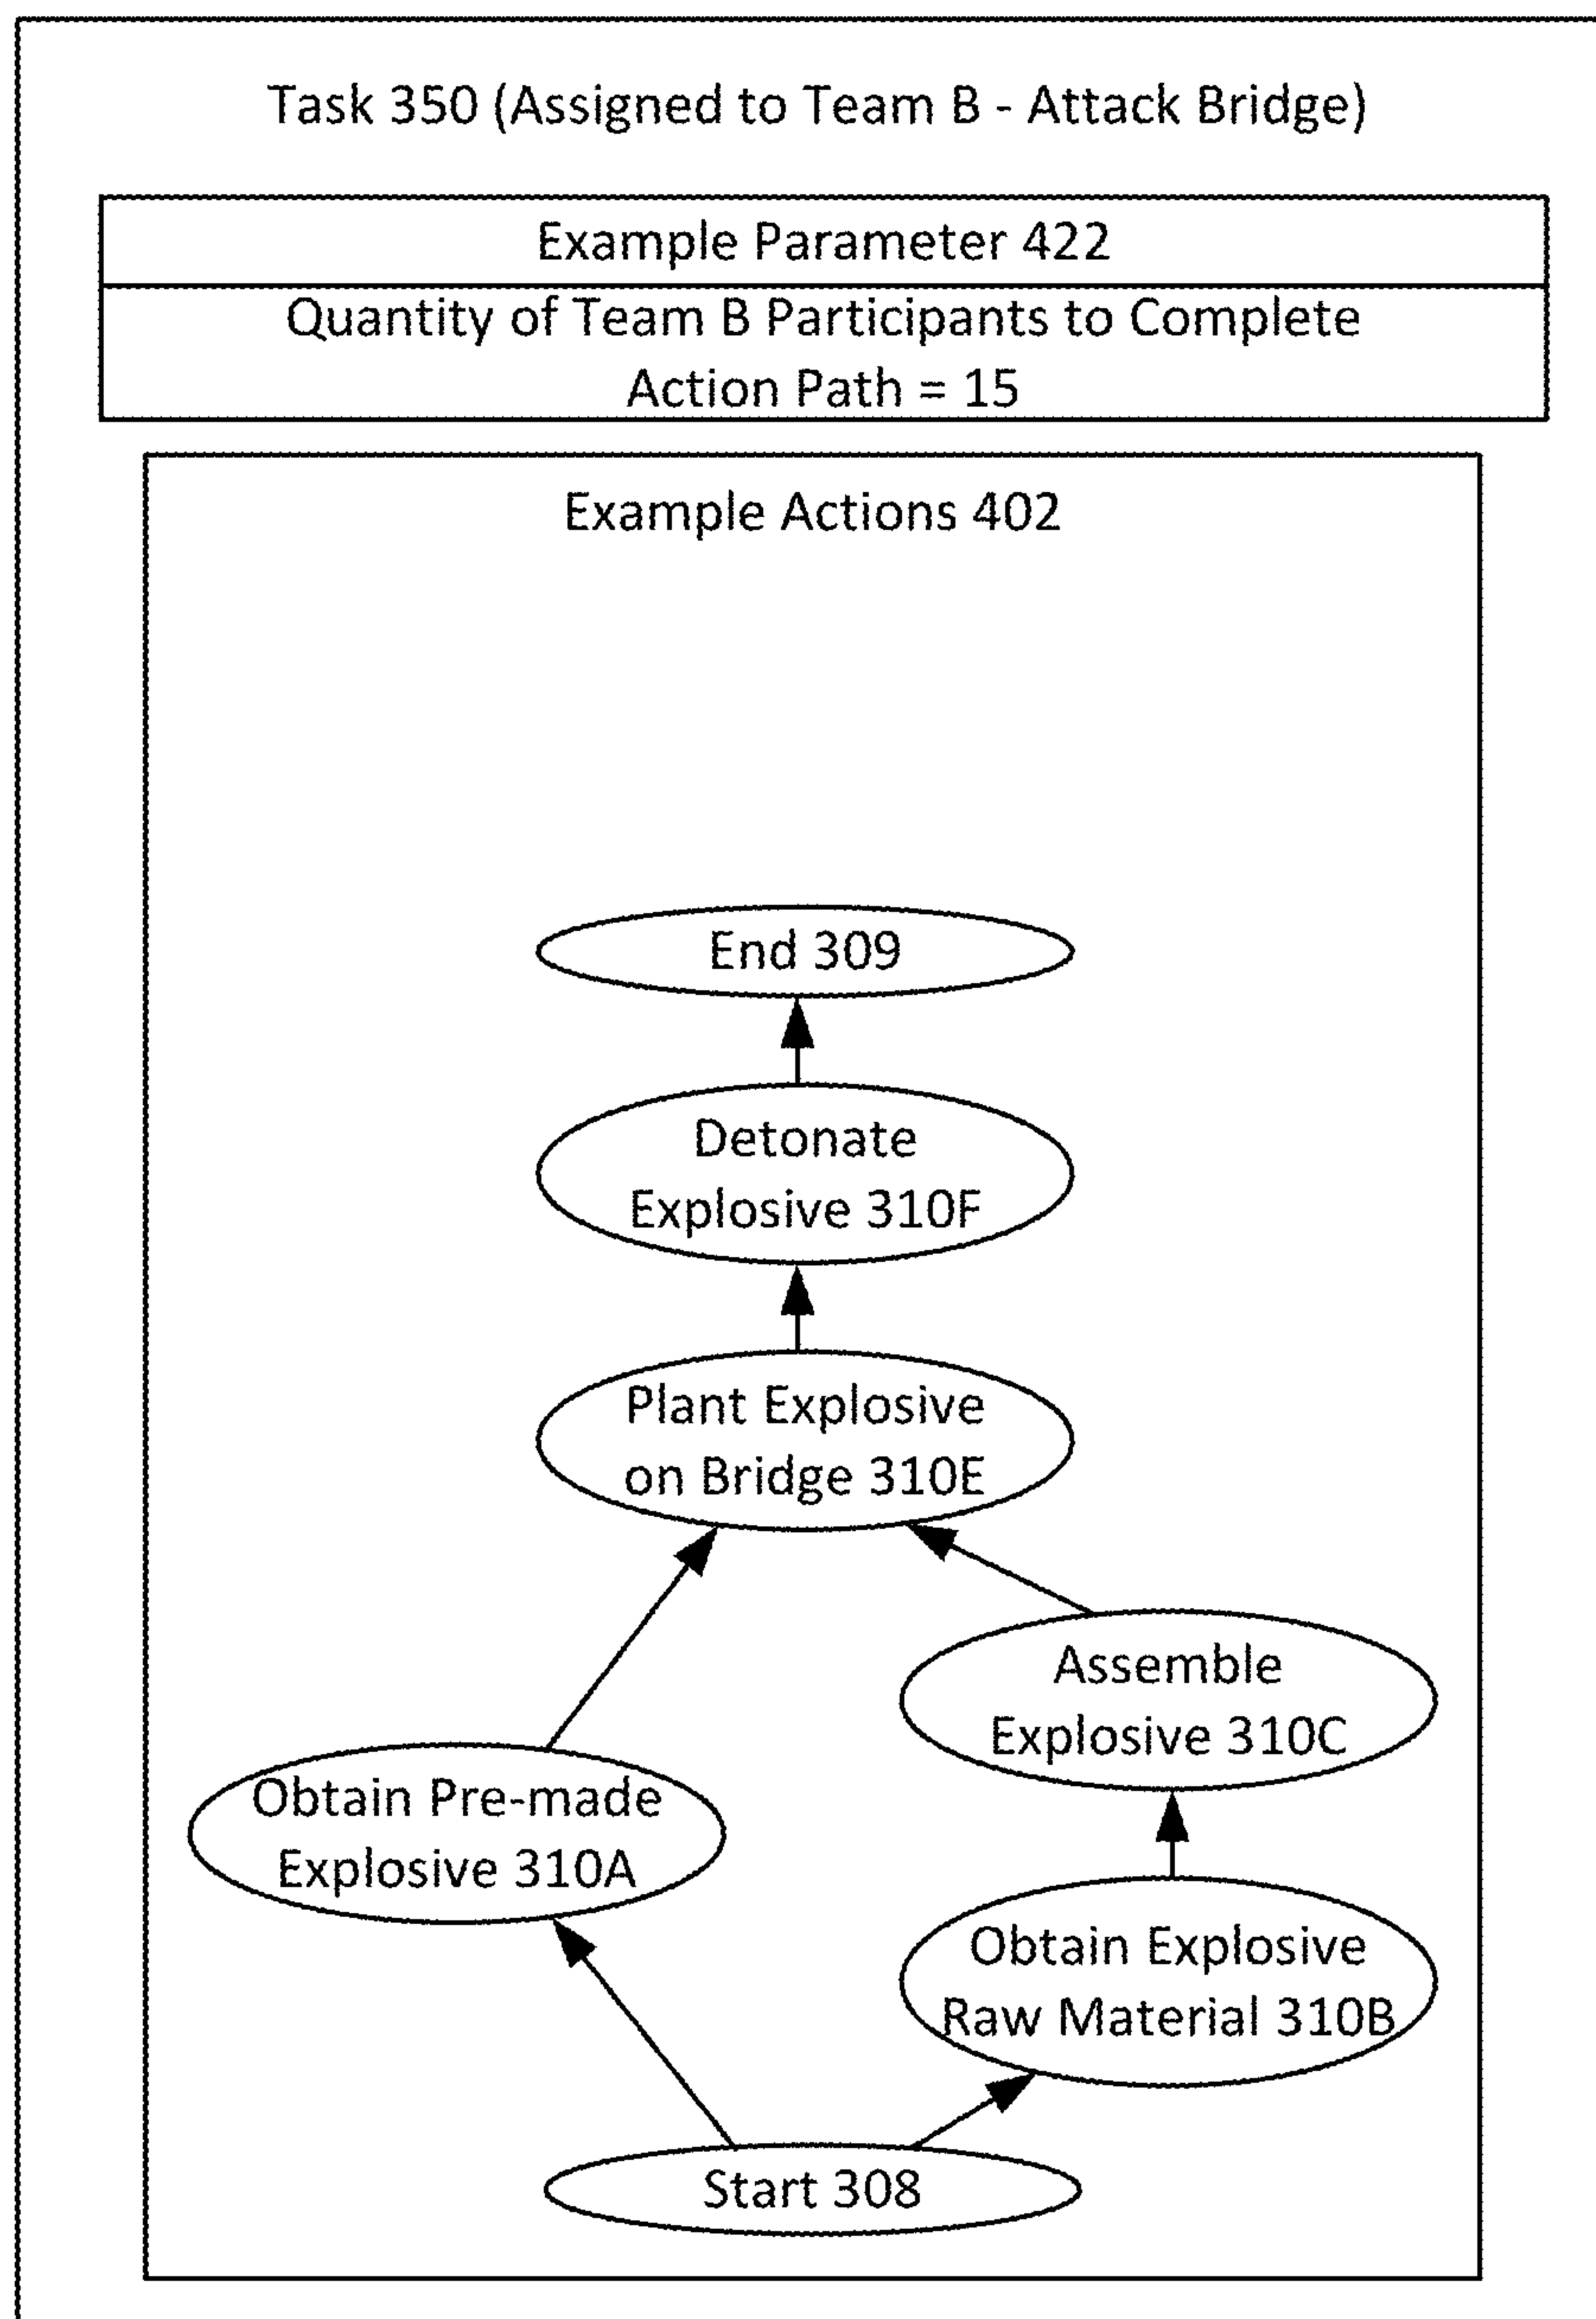 Task 350 (Assigned to Team B - Attack Bridge)
Example Parameter 422
Quantity of Team B Participants to Complete
Action Path = 15
Example Actions 402
End 309
Detonate
Explosive 310F
Plant Explosive
on Bridge 310E
Assemble
Explosive 310C
Obtain Pre-made
Explosive 310A
Obtain Explosive
Raw Material 310B
Start 308